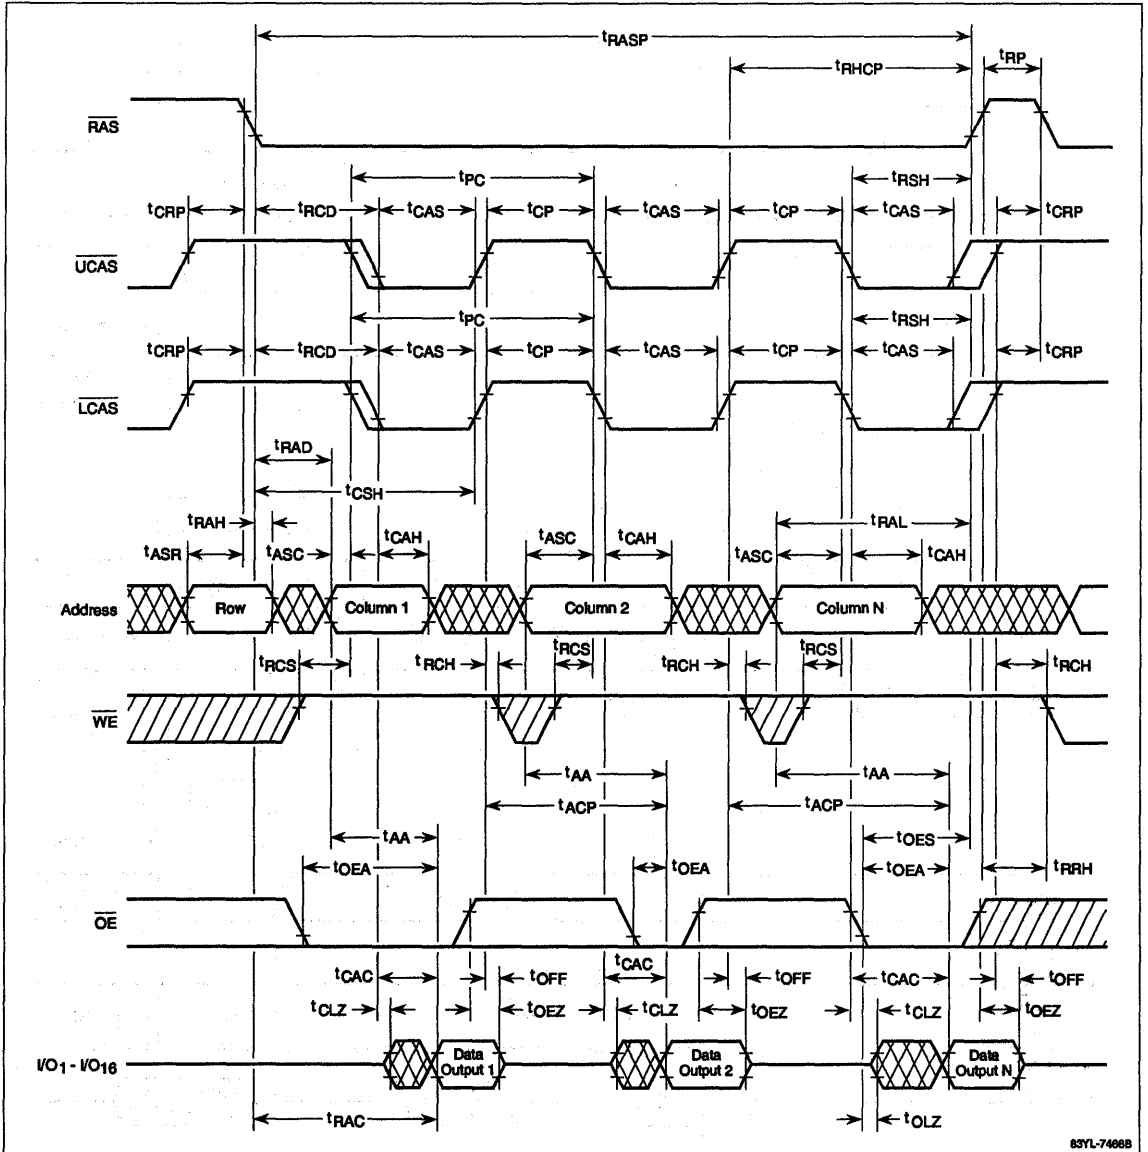 tRASP
tRHCP
tRP
RAS
tPC
tRSH
tCRP tRCD tCAS tCP tCAS tCP tCAS tCRP
UCAS
tPC
tRSH
tCRP tRCD tCAS tCP tCAS tCP tCAS tCRP
LCAS
tRAD
tCSH
tRAH
tRAL
tASR tASC tCAH tASC tCAH tASC tCAH
Address Row Column 1 Column 2 Column N
tRCS tRCH tRCS tRCH tRCS tRCH
WE
tAA tAA
tACP tACP
tAA tOES
tOEA tOEA tOEA tRRH
OE
tCAC tOFF tCAC tOFF tCAC tOFF
tCLZ tOEZ tCLZ tOEZ tCLZ tOEZ
I/O1 - I/O16 Data Output 1 Data Output 2 Data Output N
tRAC tOLZ
83YL-7466B